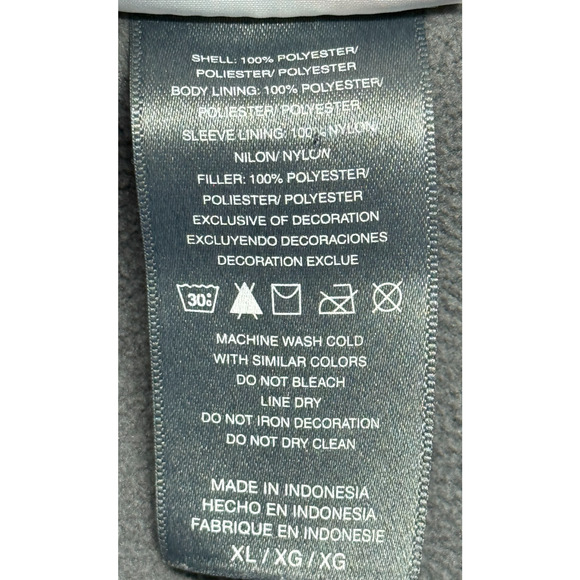 SHELL: 100% POLYESTER/
POLIESTER/ POLYESTER
BODY LINING: 100% POLYESTER/
POLIESTER/ POLYESTER
SLEEVE LINING: 100% NYLON/
NILON/ NYLON
FILLER: 100% POLYESTER/
POLIESTER/ POLYESTER
EXCLUSIVE OF DECORATION
EXCLUYENDO DECORACIONES
DECORATION EXCLUE
30
MACHINE WASH COLD
WITH SIMILAR COLORS
DO NOT BLEACH
LINE DRY
DO NOT IRON DECORATION
DO NOT DRY CLEAN
MADE IN INDONESIA
HECHO EN INDONESIA
FABRIQUE EN INDONESIE
XL / XG / XG